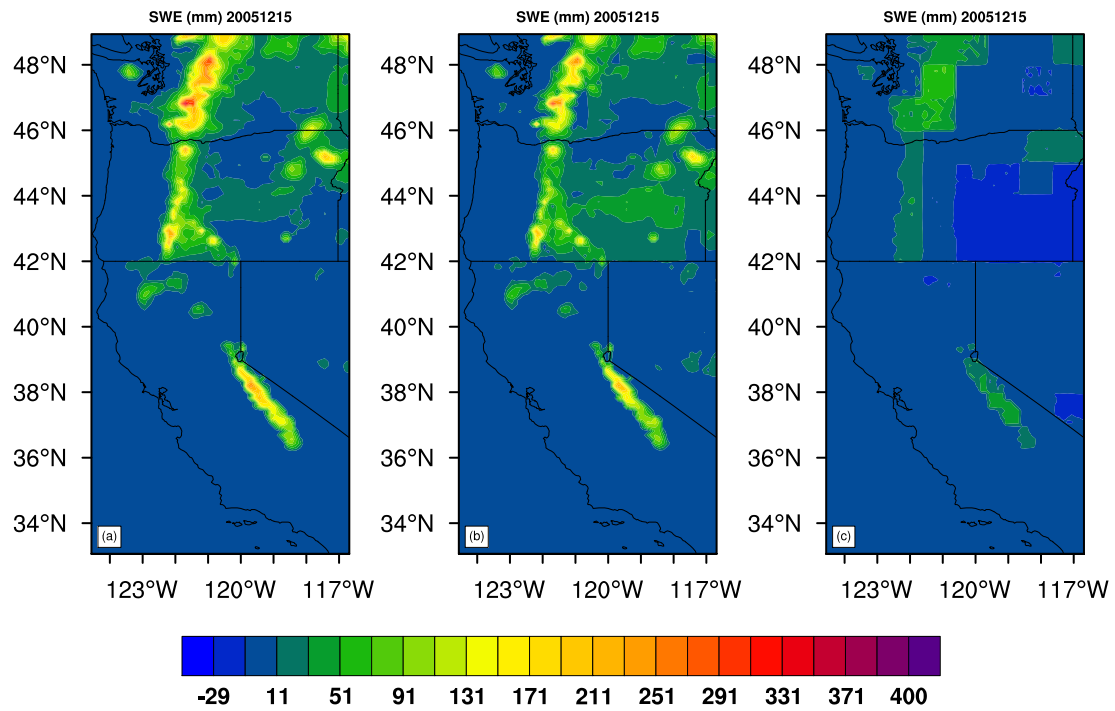 SWE (mm) 20051215 SWE (mm) 20051215 SWE (mm) 20051215
48°N 48°N 48°N
46°N 46°N 46°N
44°N 44°N 44°N
42°N 42°N 42°N
40°N 40°N 40°N
38°N 38°N 38°N
36°N 36°N 36°N
34°N 34°N 34°N
(a) (b) (c)
123°W 120°W 117°W 123°W 120°W 117°W 123°W 120°W 117°W
-29 11 51 91 131 171 211 251 291 331 371 400